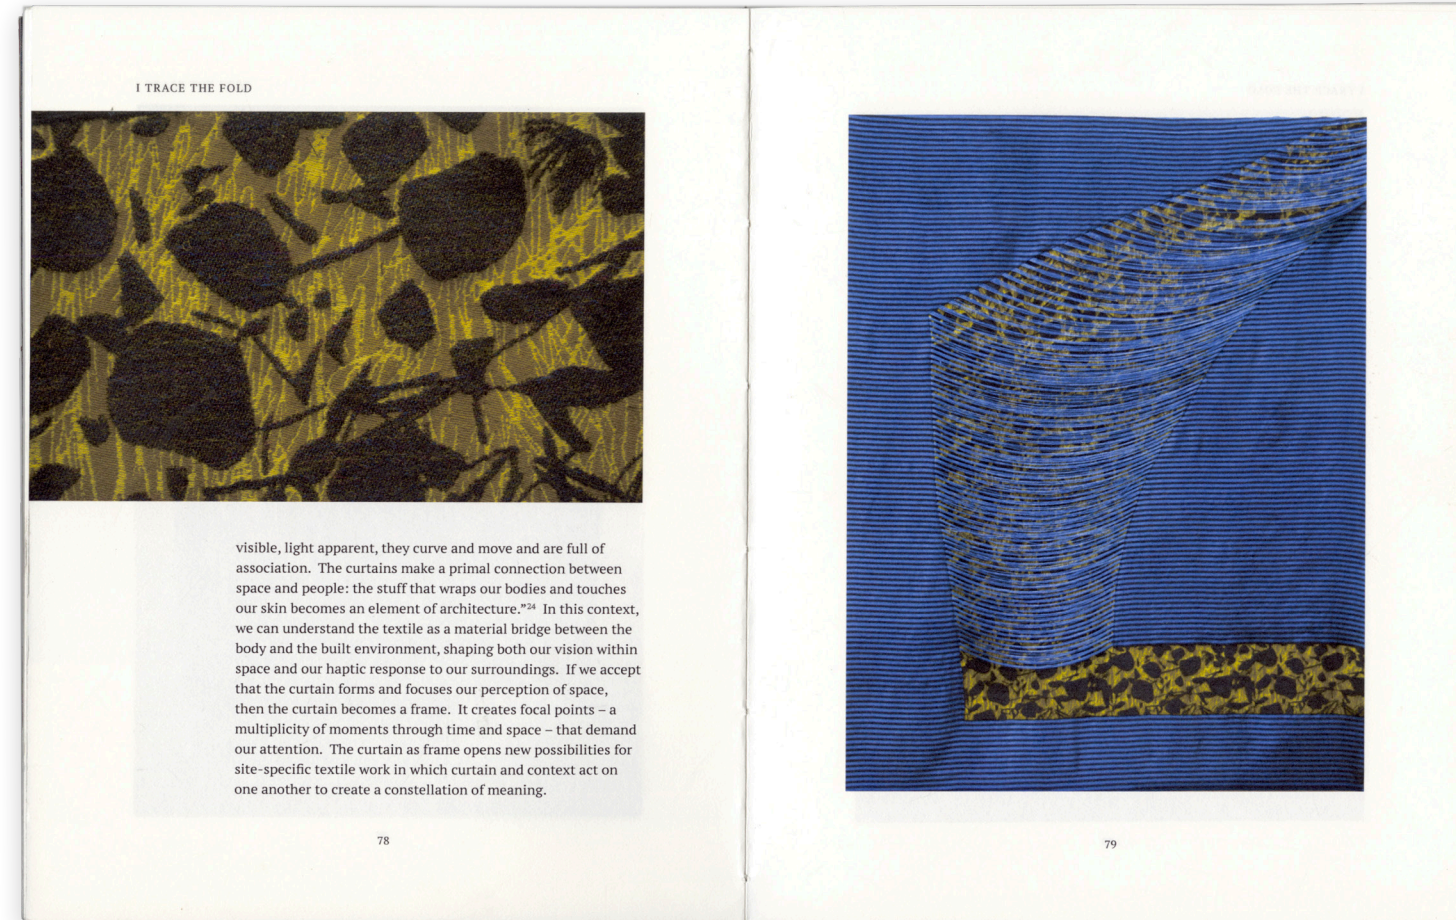 I TRACE THE FOLD
visible, light apparent, they curve and move and are full of
association.  The curtains make a primal connection between
space and people: the stuff that wraps our bodies and touches
our skin becomes an element of architecture.”²⁴  In this context,
we can understand the textile as a material bridge between the
body and the built environment, shaping both our vision within
space and our haptic response to our surroundings.  If we accept
that the curtain forms and focuses our perception of space,
then the curtain becomes a frame.  It creates focal points – a
multiplicity of moments through time and space – that demand
our attention.  The curtain as frame opens new possibilities for
site-specific textile work in which curtain and context act on
one another to create a constellation of meaning.
78
79